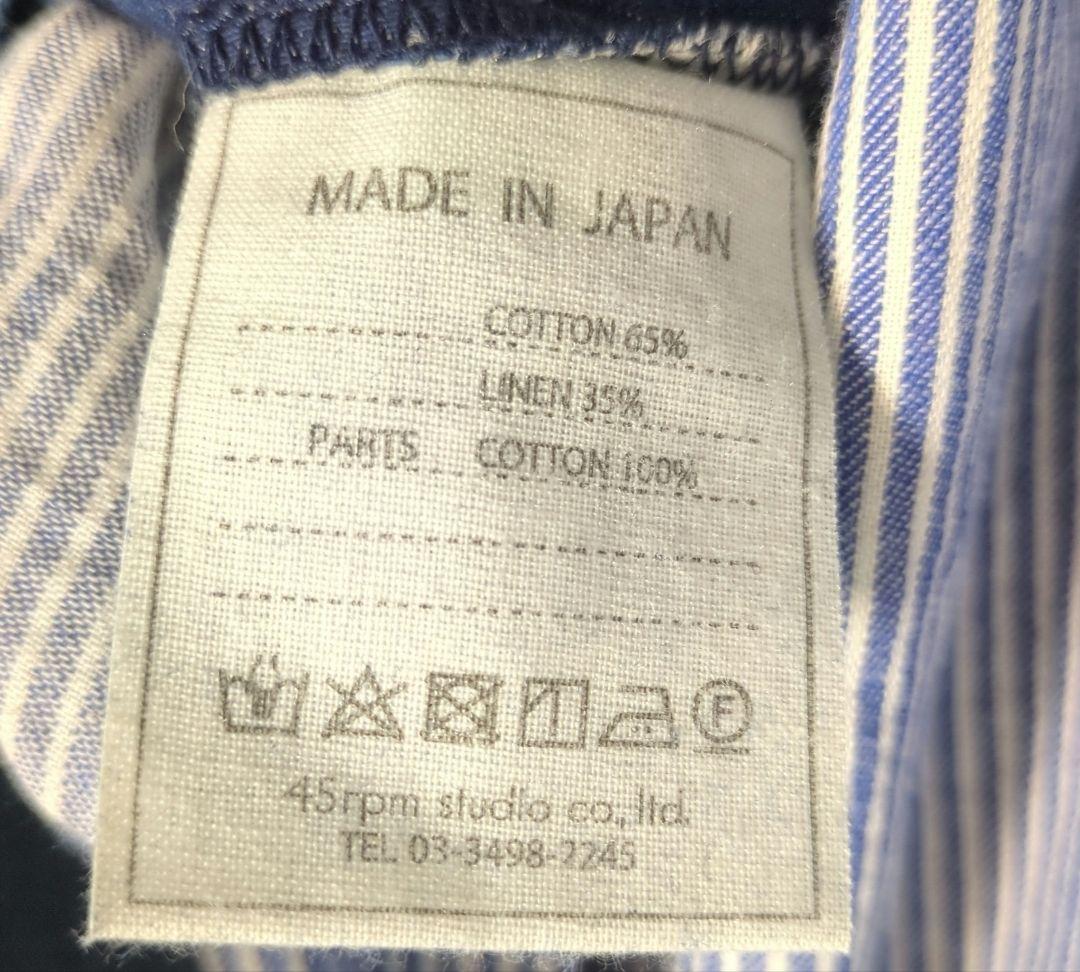 MADE IN JAPAN
COTTON 65%
LINEN 35%
PARTS COTTON 100%
F
45rpm studio co., ltd.
TEL 03-3498-2245